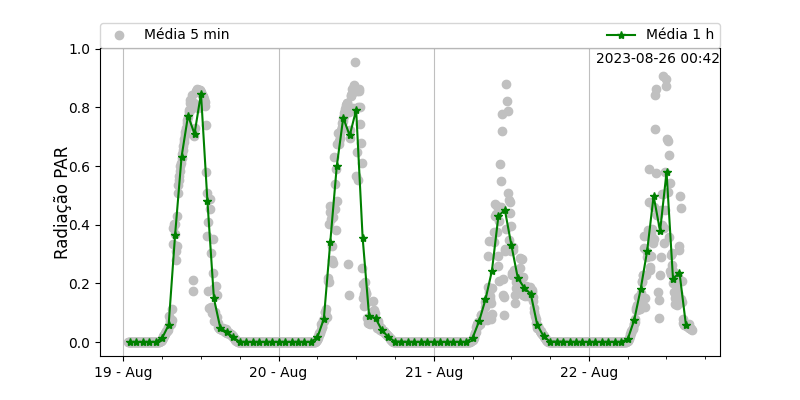 Média 5 min
Média 1 h
2023-08-26 00:42
Radiação PAR
1.0
0.8
0.6
0.4
0.2
0.0
19 - Aug
20 - Aug
21 - Aug
22 - Aug